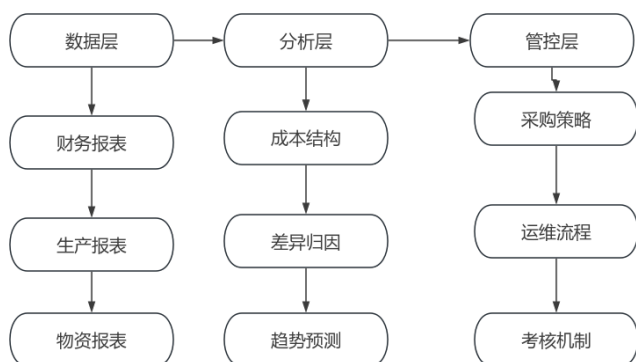 数据层
分析层
管控层
财务报表
成本结构
采购策略
生产报表
差异归因
运维流程
物资报表
趋势预测
考核机制